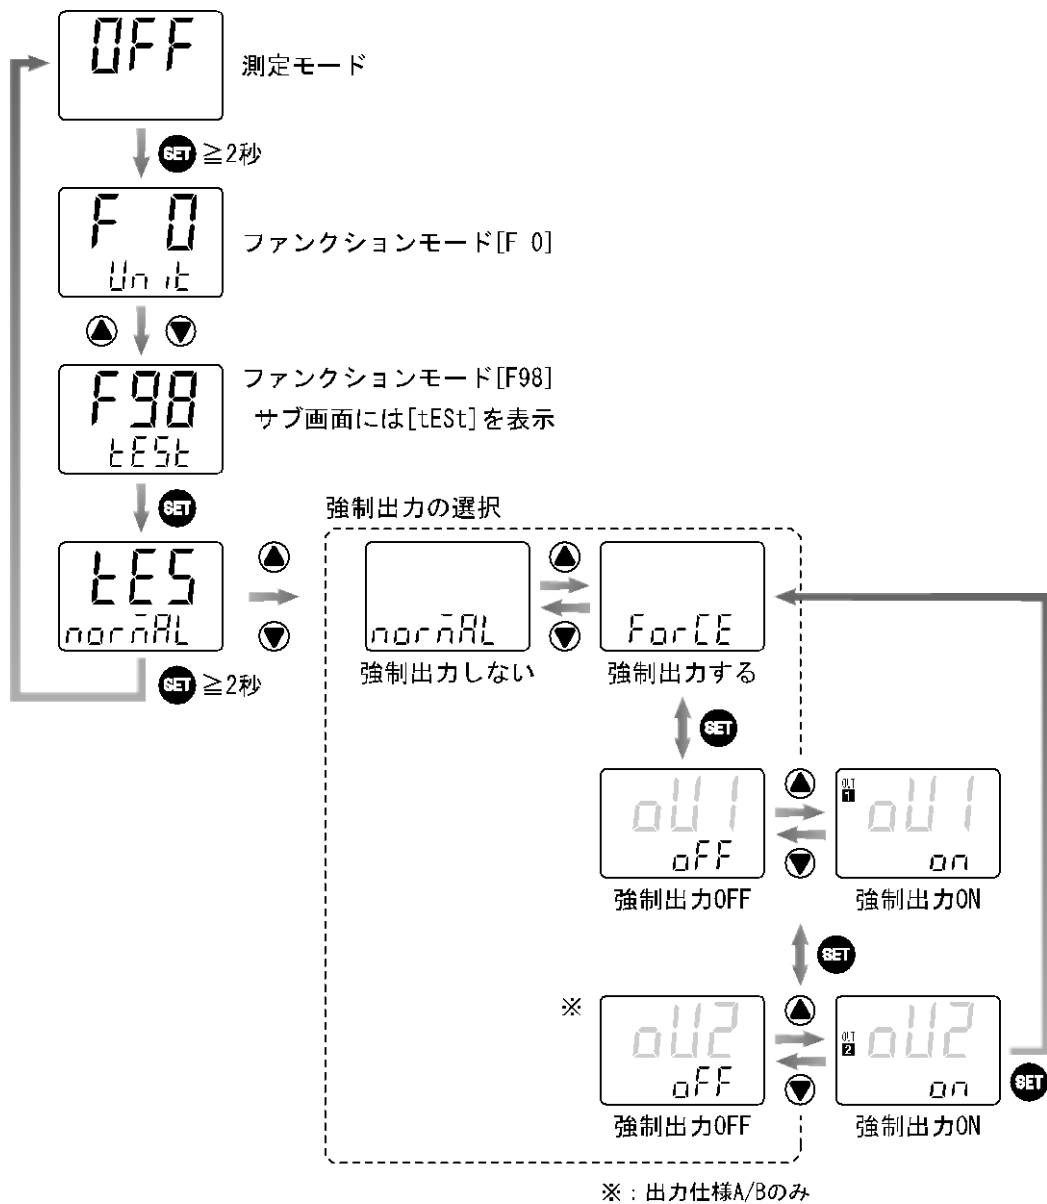 OFF
測定モード
SET ≧2秒
F 0
Unit
ファンクションモード[F 0]
F98
tESt
ファンクションモード[F98]
サブ画面には[tESt]を表示
SET
tES
normAL
SET ≧2秒
強制出力の選択
normAL
強制出力しない
ForCE
強制出力する
SET
oU1
oFF
強制出力OFF
OUT
1
oU1
on
強制出力ON
SET
※
oU2
oFF
強制出力OFF
OUT
2
oU2
on
強制出力ON
SET
※：出力仕様A/Bのみ